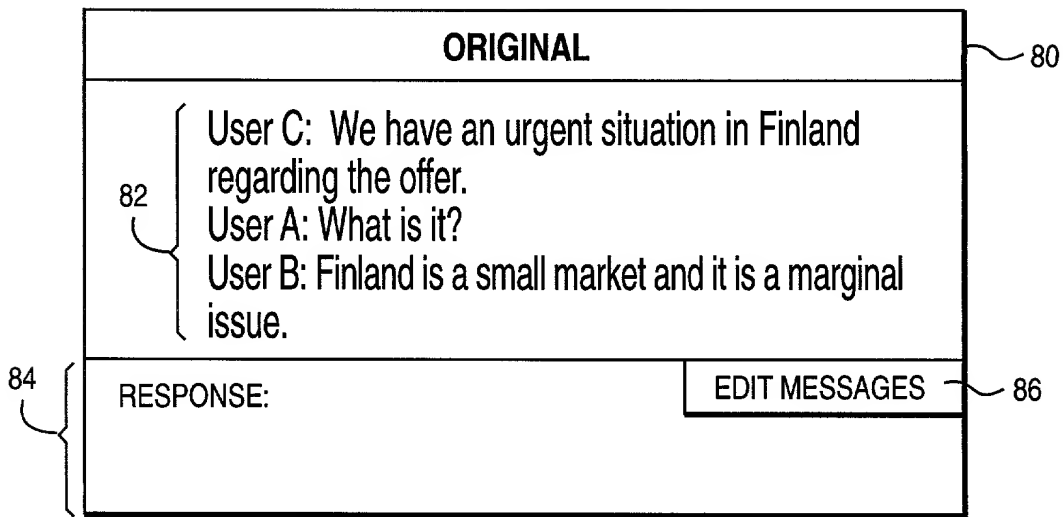 ORIGINAL
80
User C: We have an urgent situation in Finland
regarding the offer.
82
User A: What is it?
User B: Finland is a small market and it is a marginal
issue.
84
RESPONSE:
EDIT MESSAGES
86